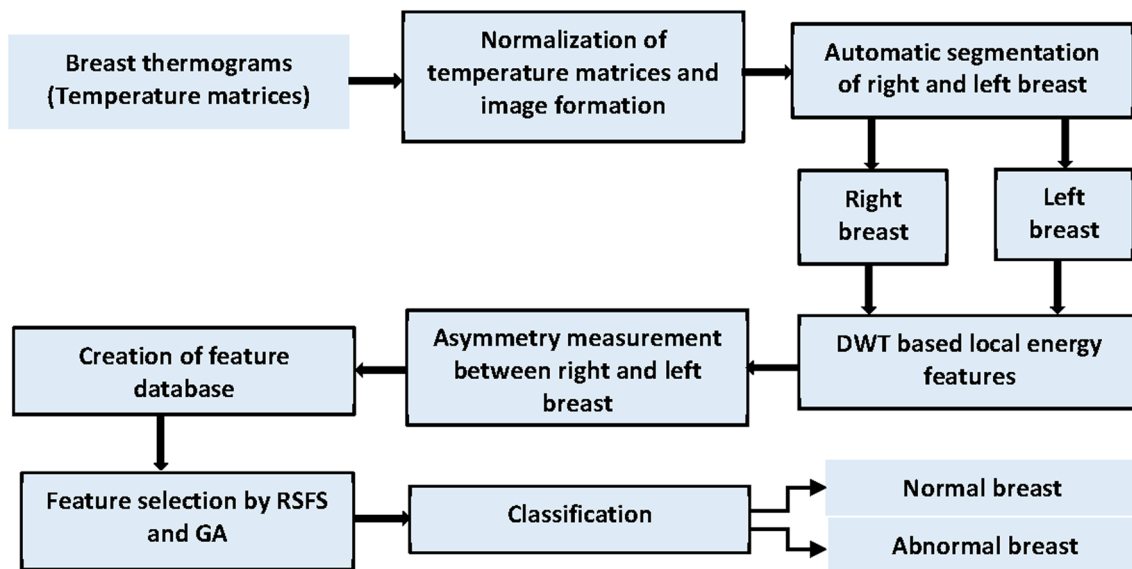 Breast thermograms
(Temperature matrices)
Normalization of
temperature matrices and
image formation
Automatic segmentation
of right and left breast
Right
breast
Left
breast
DWT based local energy
features
Asymmetry measurement
between right and left
breast
Creation of feature
database
Feature selection by RSFS
and GA
Classification
Normal breast
Abnormal breast